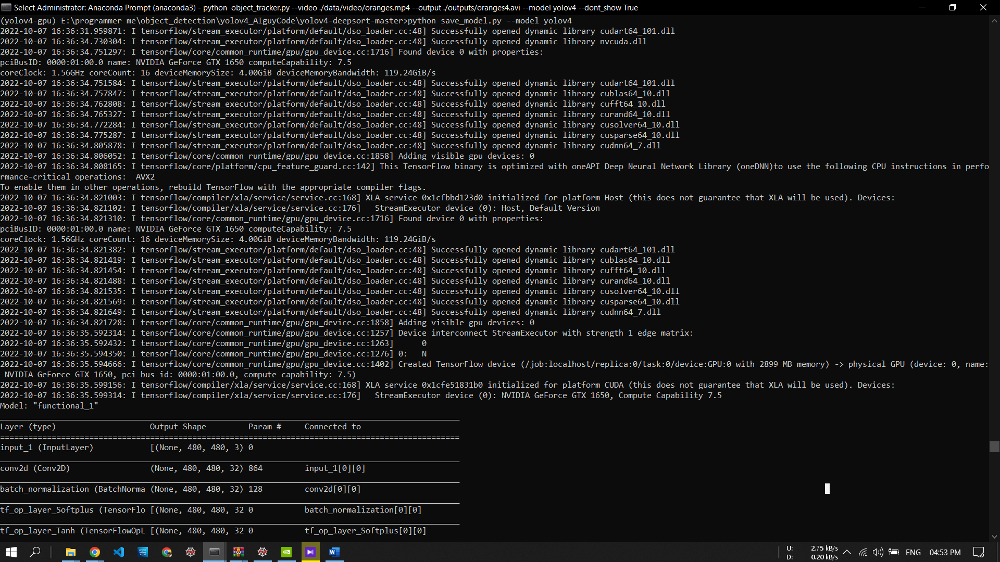 Select Administrator: Anaconda Prompt (anaconda3) - python  object_tracker.py --video ./data/video/oranges.mp4 --output ./outputs/oranges4.avi --model yolov4 --dont_show True
(yolov4-gpu) E:\programmer me\object_detection\yolov4_AIguyCode\yolov4-deepsort-master>python save_model.py --model yolov4
2022-10-07 16:36:31.959871: I tensorflow/stream_executor/platform/default/dso_loader.cc:48] Successfully opened dynamic library cudart64_101.dll
2022-10-07 16:36:34.730304: I tensorflow/stream_executor/platform/default/dso_loader.cc:48] Successfully opened dynamic library nvcuda.dll
2022-10-07 16:36:34.751297: I tensorflow/core/common_runtime/gpu/gpu_device.cc:1716] Found device 0 with properties:
pciBusID: 0000:01:00.0 name: NVIDIA GeForce GTX 1650 computeCapability: 7.5
coreClock: 1.56GHz coreCount: 16 deviceMemorySize: 4.00GiB deviceMemoryBandwidth: 119.24GiB/s
2022-10-07 16:36:34.751584: I tensorflow/stream_executor/platform/default/dso_loader.cc:48] Successfully opened dynamic library cudart64_101.dll
2022-10-07 16:36:34.757847: I tensorflow/stream_executor/platform/default/dso_loader.cc:48] Successfully opened dynamic library cublas64_10.dll
2022-10-07 16:36:34.762808: I tensorflow/stream_executor/platform/default/dso_loader.cc:48] Successfully opened dynamic library cufft64_10.dll
2022-10-07 16:36:34.765327: I tensorflow/stream_executor/platform/default/dso_loader.cc:48] Successfully opened dynamic library curand64_10.dll
2022-10-07 16:36:34.772284: I tensorflow/stream_executor/platform/default/dso_loader.cc:48] Successfully opened dynamic library cusolver64_10.dll
2022-10-07 16:36:34.775287: I tensorflow/stream_executor/platform/default/dso_loader.cc:48] Successfully opened dynamic library cusparse64_10.dll
2022-10-07 16:36:34.805878: I tensorflow/stream_executor/platform/default/dso_loader.cc:48] Successfully opened dynamic library cudnn64_7.dll
2022-10-07 16:36:34.806052: I tensorflow/core/common_runtime/gpu/gpu_device.cc:1858] Adding visible gpu devices: 0
2022-10-07 16:36:34.808165: I tensorflow/core/platform/cpu_feature_guard.cc:142] This TensorFlow binary is optimized with oneAPI Deep Neural Network Library (oneDNN)to use the following CPU instructions in perfo
rmance-critical operations:  AVX2
To enable them in other operations, rebuild TensorFlow with the appropriate compiler flags.
2022-10-07 16:36:34.821003: I tensorflow/compiler/xla/service/service.cc:168] XLA service 0x1cfbbd123d0 initialized for platform Host (this does not guarantee that XLA will be used). Devices:
2022-10-07 16:36:34.821102: I tensorflow/compiler/xla/service/service.cc:176]   StreamExecutor device (0): Host, Default Version
2022-10-07 16:36:34.821310: I tensorflow/core/common_runtime/gpu/gpu_device.cc:1716] Found device 0 with properties:
pciBusID: 0000:01:00.0 name: NVIDIA GeForce GTX 1650 computeCapability: 7.5
coreClock: 1.56GHz coreCount: 16 deviceMemorySize: 4.00GiB deviceMemoryBandwidth: 119.24GiB/s
2022-10-07 16:36:34.821382: I tensorflow/stream_executor/platform/default/dso_loader.cc:48] Successfully opened dynamic library cudart64_101.dll
2022-10-07 16:36:34.821419: I tensorflow/stream_executor/platform/default/dso_loader.cc:48] Successfully opened dynamic library cublas64_10.dll
2022-10-07 16:36:34.821454: I tensorflow/stream_executor/platform/default/dso_loader.cc:48] Successfully opened dynamic library cufft64_10.dll
2022-10-07 16:36:34.821488: I tensorflow/stream_executor/platform/default/dso_loader.cc:48] Successfully opened dynamic library curand64_10.dll
2022-10-07 16:36:34.821535: I tensorflow/stream_executor/platform/default/dso_loader.cc:48] Successfully opened dynamic library cusolver64_10.dll
2022-10-07 16:36:34.821569: I tensorflow/stream_executor/platform/default/dso_loader.cc:48] Successfully opened dynamic library cusparse64_10.dll
2022-10-07 16:36:34.821649: I tensorflow/stream_executor/platform/default/dso_loader.cc:48] Successfully opened dynamic library cudnn64_7.dll
2022-10-07 16:36:34.821728: I tensorflow/core/common_runtime/gpu/gpu_device.cc:1858] Adding visible gpu devices: 0
2022-10-07 16:36:35.592314: I tensorflow/core/common_runtime/gpu/gpu_device.cc:1257] Device interconnect StreamExecutor with strength 1 edge matrix:
2022-10-07 16:36:35.592432: I tensorflow/core/common_runtime/gpu/gpu_device.cc:1263]      0
2022-10-07 16:36:35.594350: I tensorflow/core/common_runtime/gpu/gpu_device.cc:1276] 0:   N
2022-10-07 16:36:35.594666: I tensorflow/core/common_runtime/gpu/gpu_device.cc:1402] Created TensorFlow device (/job:localhost/replica:0/task:0/device:GPU:0 with 2899 MB memory) -> physical GPU (device: 0, name:
 NVIDIA GeForce GTX 1650, pci bus id: 0000:01:00.0, compute capability: 7.5)
2022-10-07 16:36:35.599156: I tensorflow/compiler/xla/service/service.cc:168] XLA service 0x1cfe51831b0 initialized for platform CUDA (this does not guarantee that XLA will be used). Devices:
2022-10-07 16:36:35.599314: I tensorflow/compiler/xla/service/service.cc:176]   StreamExecutor device (0): NVIDIA GeForce GTX 1650, Compute Capability 7.5
Model: "functional_1"
__________________________________________________________________________________________________
Layer (type)                    Output Shape         Param #     Connected to
==================================================================================================
input_1 (InputLayer)            [(None, 480, 480, 3) 0
__________________________________________________________________________________________________
conv2d (Conv2D)                 (None, 480, 480, 32) 864         input_1[0][0]
__________________________________________________________________________________________________
batch_normalization (BatchNorma (None, 480, 480, 32) 128         conv2d[0][0]
__________________________________________________________________________________________________
tf_op_layer_Softplus (TensorFlo [(None, 480, 480, 32 0           batch_normalization[0][0]
__________________________________________________________________________________________________
tf_op_layer_Tanh (TensorFlowOpL [(None, 480, 480, 32 0           tf_op_layer_Softplus[0][0]
prime video
U: 2.75 kB/s
D: 0.20 kB/s
ENG
04:53 PM